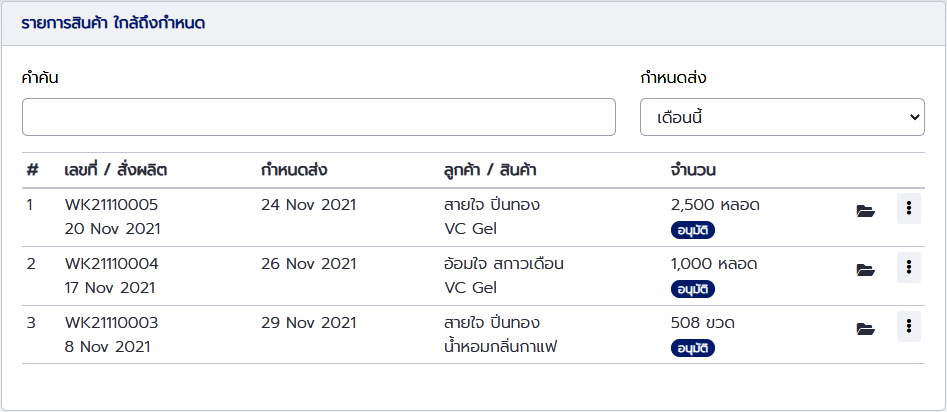 รายการสินค้า ใกล้ถึงกำหนด
คำค้น
กำหนดส่ง
เดือนนี้
# เลขที่ / สั่งผลิต กำหนดส่ง ลูกค้า / สินค้า จำนวน
1 WK21110005 24 Nov 2021 สายใจ ปิ่นทอง 2,500 หลอด
20 Nov 2021 VC Gel อนุมัติ
2 WK21110004 26 Nov 2021 อ้อมใจ สกาวเดือน 1,000 หลอด
17 Nov 2021 VC Gel อนุมัติ
3 WK21110003 29 Nov 2021 สายใจ ปิ่นทอง 508 ขวด
8 Nov 2021 น้ำหอมกลิ่นกาแฟ อนุมัติ